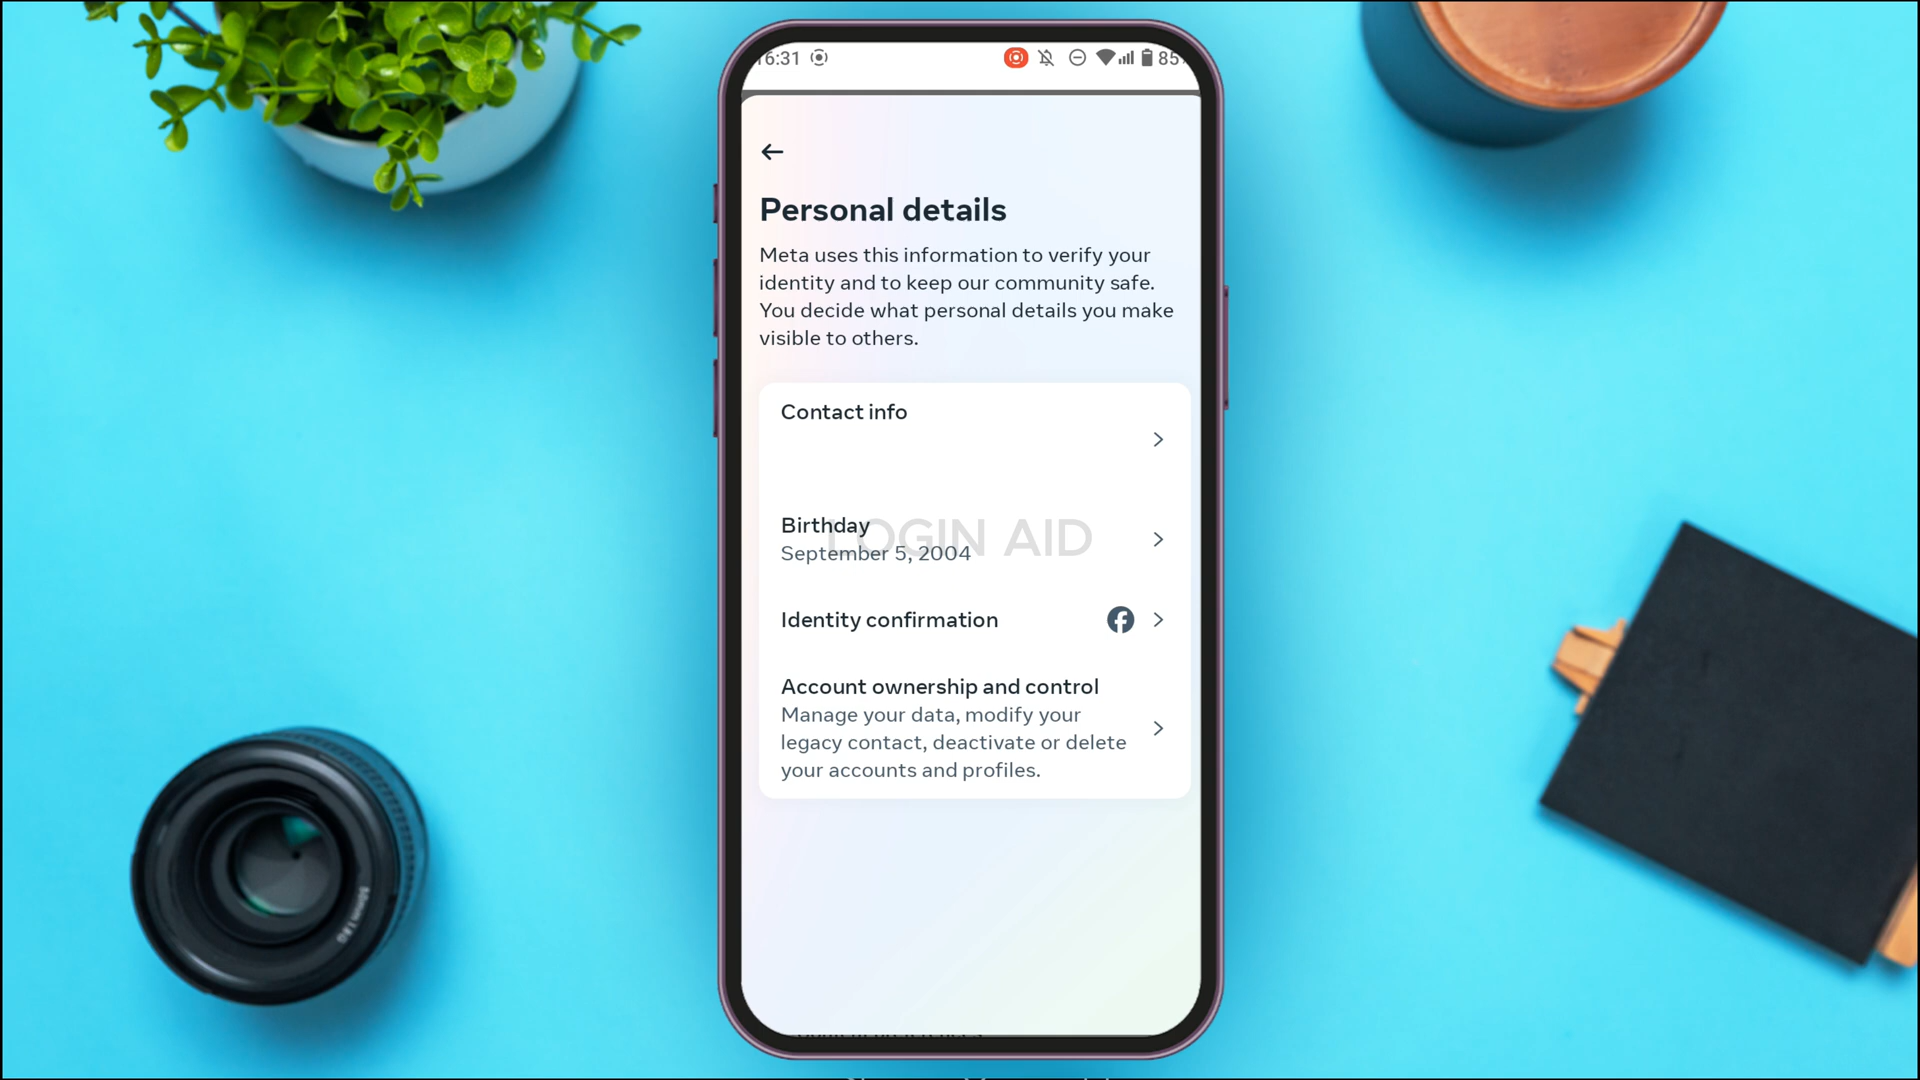 6:31 85
←
Personal details
Meta uses this information to verify your
identity and to keep our community safe.
You decide what personal details you make
visible to others.
Contact info
Birthday
LOGIN AID
September 5, 2004
Identity confirmation
Account ownership and control
Manage your data, modify your
legacy contact, deactivate or delete
your accounts and profiles.